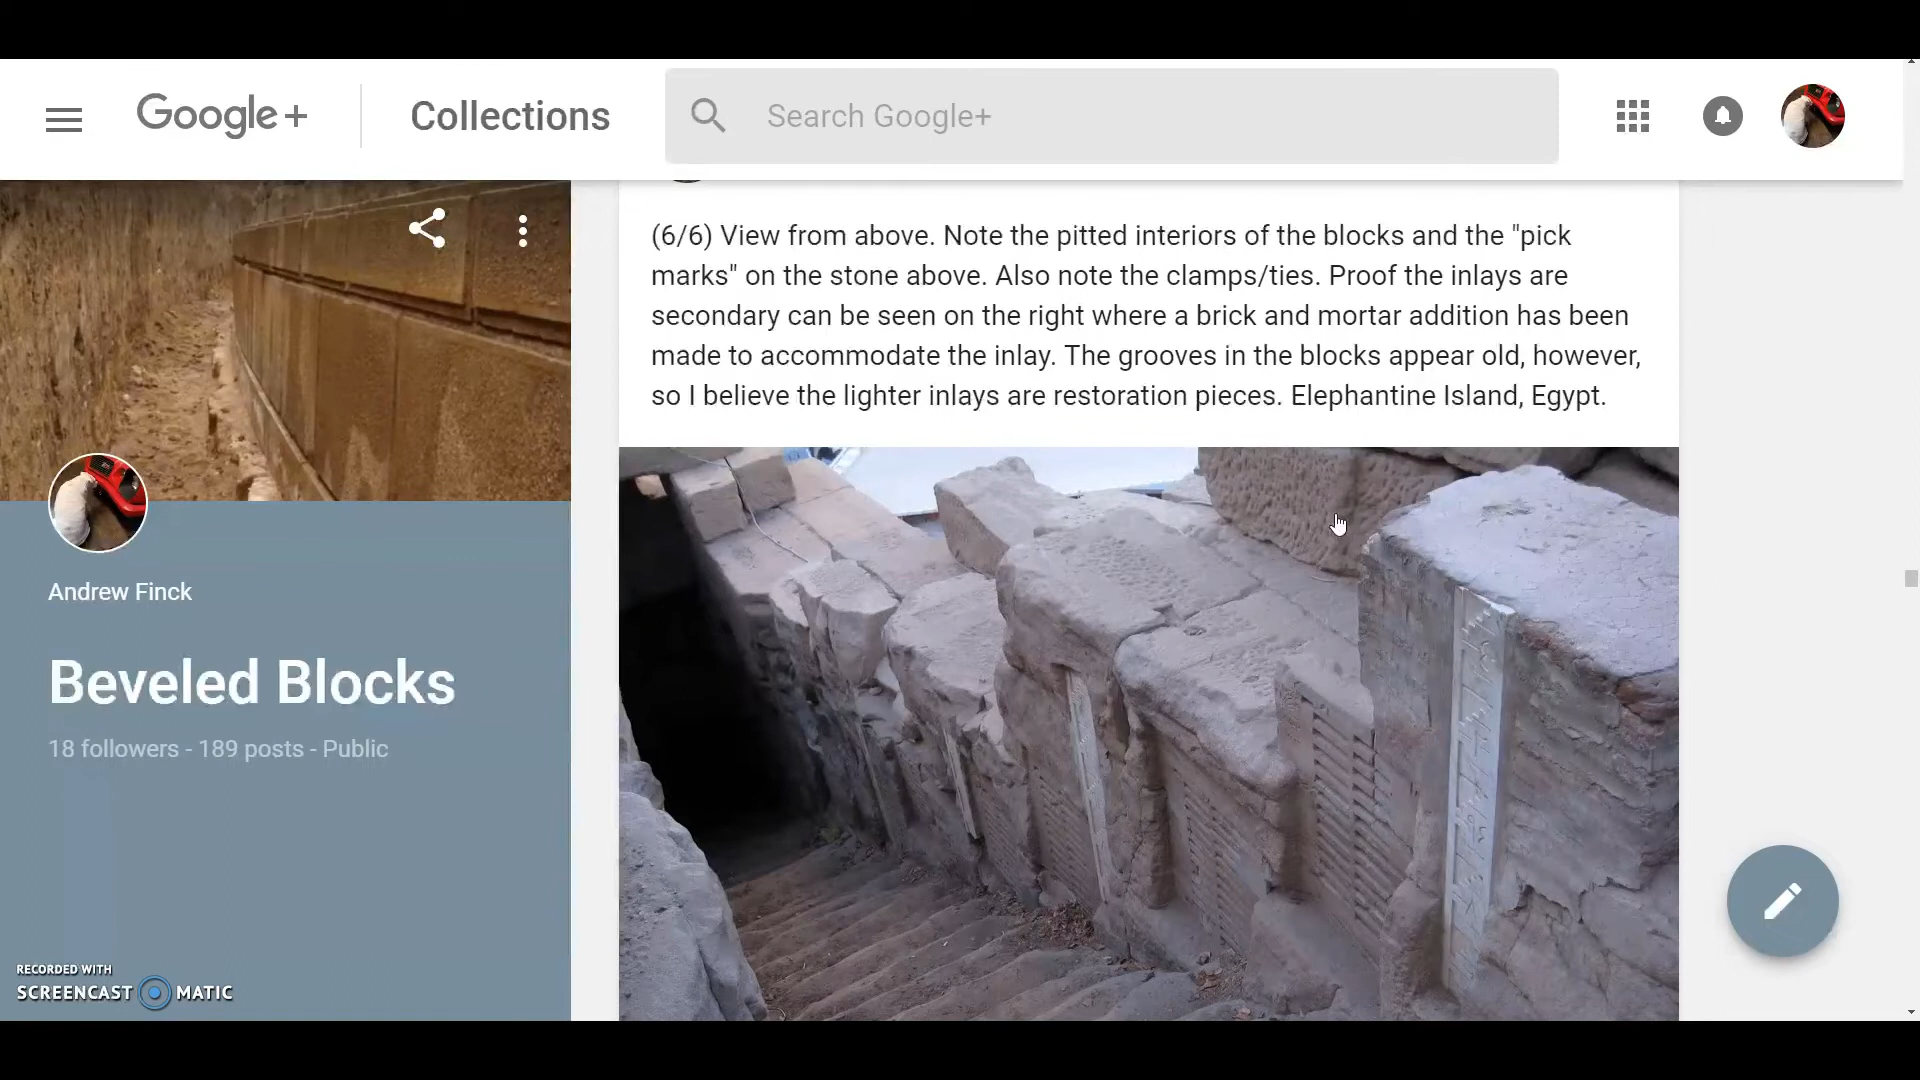 Google+ Collections Search Google+
(6/6) View from above. Note the pitted interiors of the blocks and the "pick
marks" on the stone above. Also note the clamps/ties. Proof the inlays are
secondary can be seen on the right where a brick and mortar addition has been
made to accommodate the inlay. The grooves in the blocks appear old, however,
so I believe the lighter inlays are restoration pieces. Elephantine Island, Egypt.
Andrew Finck
Beveled Blocks
18 followers - 189 posts - Public
RECORDED WITH
SCREENCAST MATIC